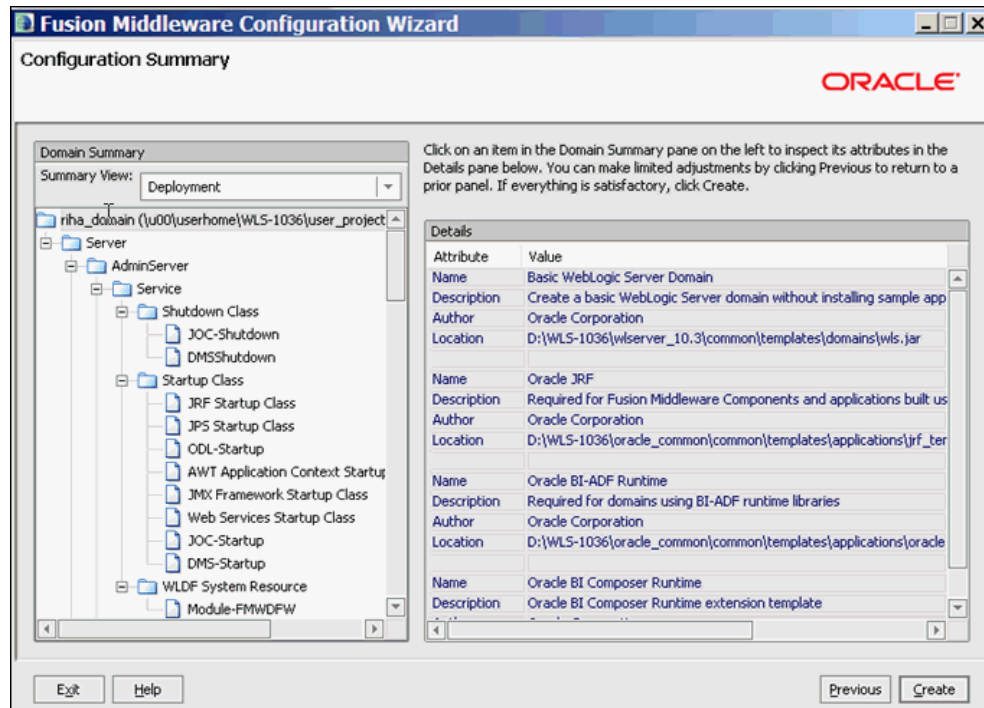 Fusion Middleware Configuration Wizard
Configuration Summary
ORACLE
Domain Summary
Summary View:
Deployment
riha_domain (\u00\userhome\WLS-1036\user_project
Server
AdminServer
Service
Shutdown Class
JOC-Shutdown
DMSShutdown
Startup Class
JRF Startup Class
JPS Startup Class
ODL-Startup
AWT Application Context Startup
JMX Framework Startup Class
Web Services Startup Class
JOC-Startup
DMS-Startup
WLDF System Resource
Module-FMWDFW
Click on an item in the Domain Summary pane on the left to inspect its attributes in the
Details pane below. You can make limited adjustments by clicking Previous to return to a
prior panel. If everything is satisfactory, click Create.
Details
Attribute Value
Name Basic WebLogic Server Domain
Description Create a basic WebLogic Server domain without installing sample app
Author Oracle Corporation
Location D:\WLS-1036\wlserver_10.3\common\templates\domains\wls.jar
Name Oracle JRF
Description Required for Fusion Middleware Components and applications built us
Author Oracle Corporation
Location D:\WLS-1036\oracle_common\common\templates\applications\jrf_ter
Name Oracle BI-ADF Runtime
Description Required for domains using BI-ADF runtime libraries
Author Oracle Corporation
Location D:\WLS-1036\oracle_common\common\templates\applications\oracle
Name Oracle BI Composer Runtime
Description Oracle BI Composer Runtime extension template
Exit Help Previous Create